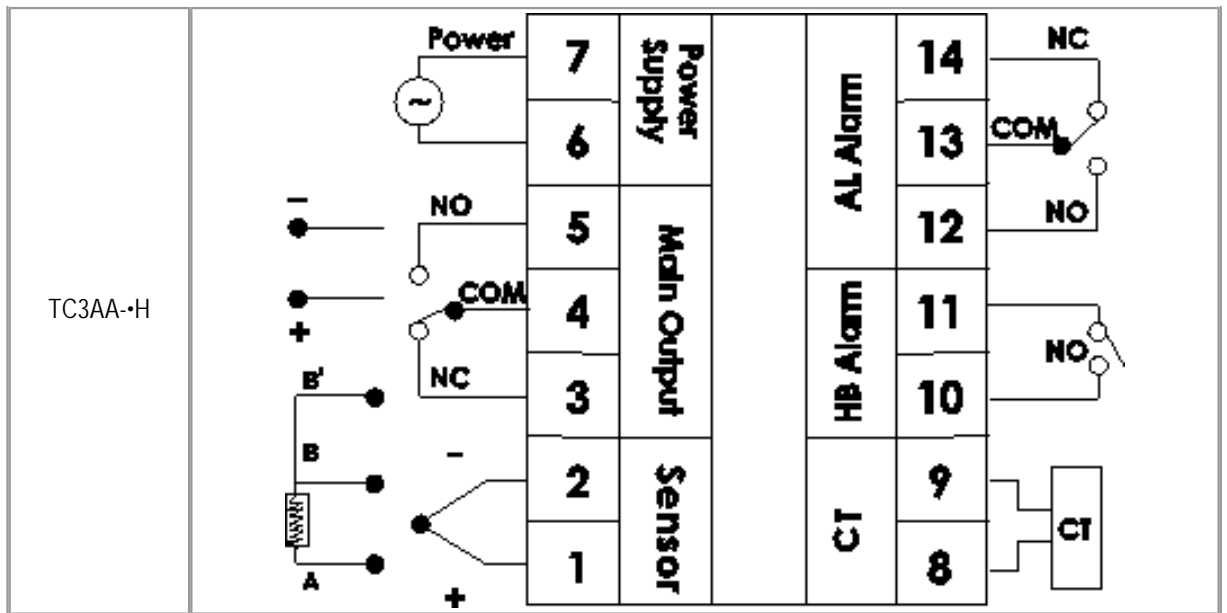 TC3AA-•H
Power
~
7
6
5
4
3
2
1
Power Supply
Main Output
Sensor
NO
COM
NC
−
+
B'
B
A
−
+
AL Alarm
HB Alarm
CT
14
13
12
11
10
9
8
NC
COM
NO
NO
CT